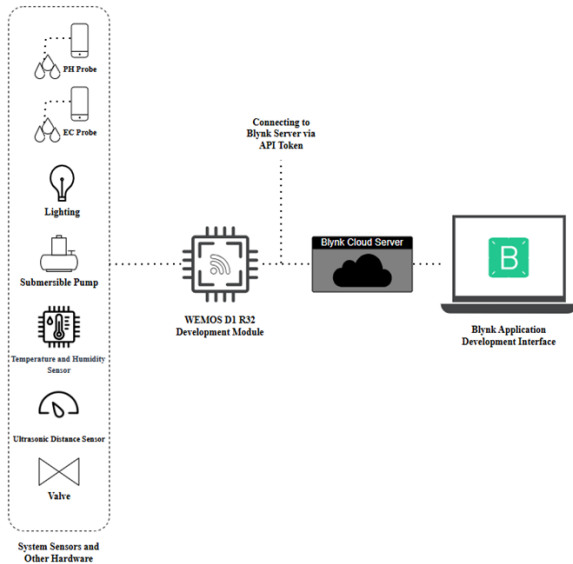 PH Probe
EC Probe
Lighting
Submersible Pump
Temperature and Humidity
Sensor
Ultrasonic Distance Sensor
Valve
System Sensors and
Other Hardware
WEMOS D1 R32
Development Module
Connecting to
Blynk Server via
API Token
Blynk Cloud Server
B
Blynk Application
Development Interface